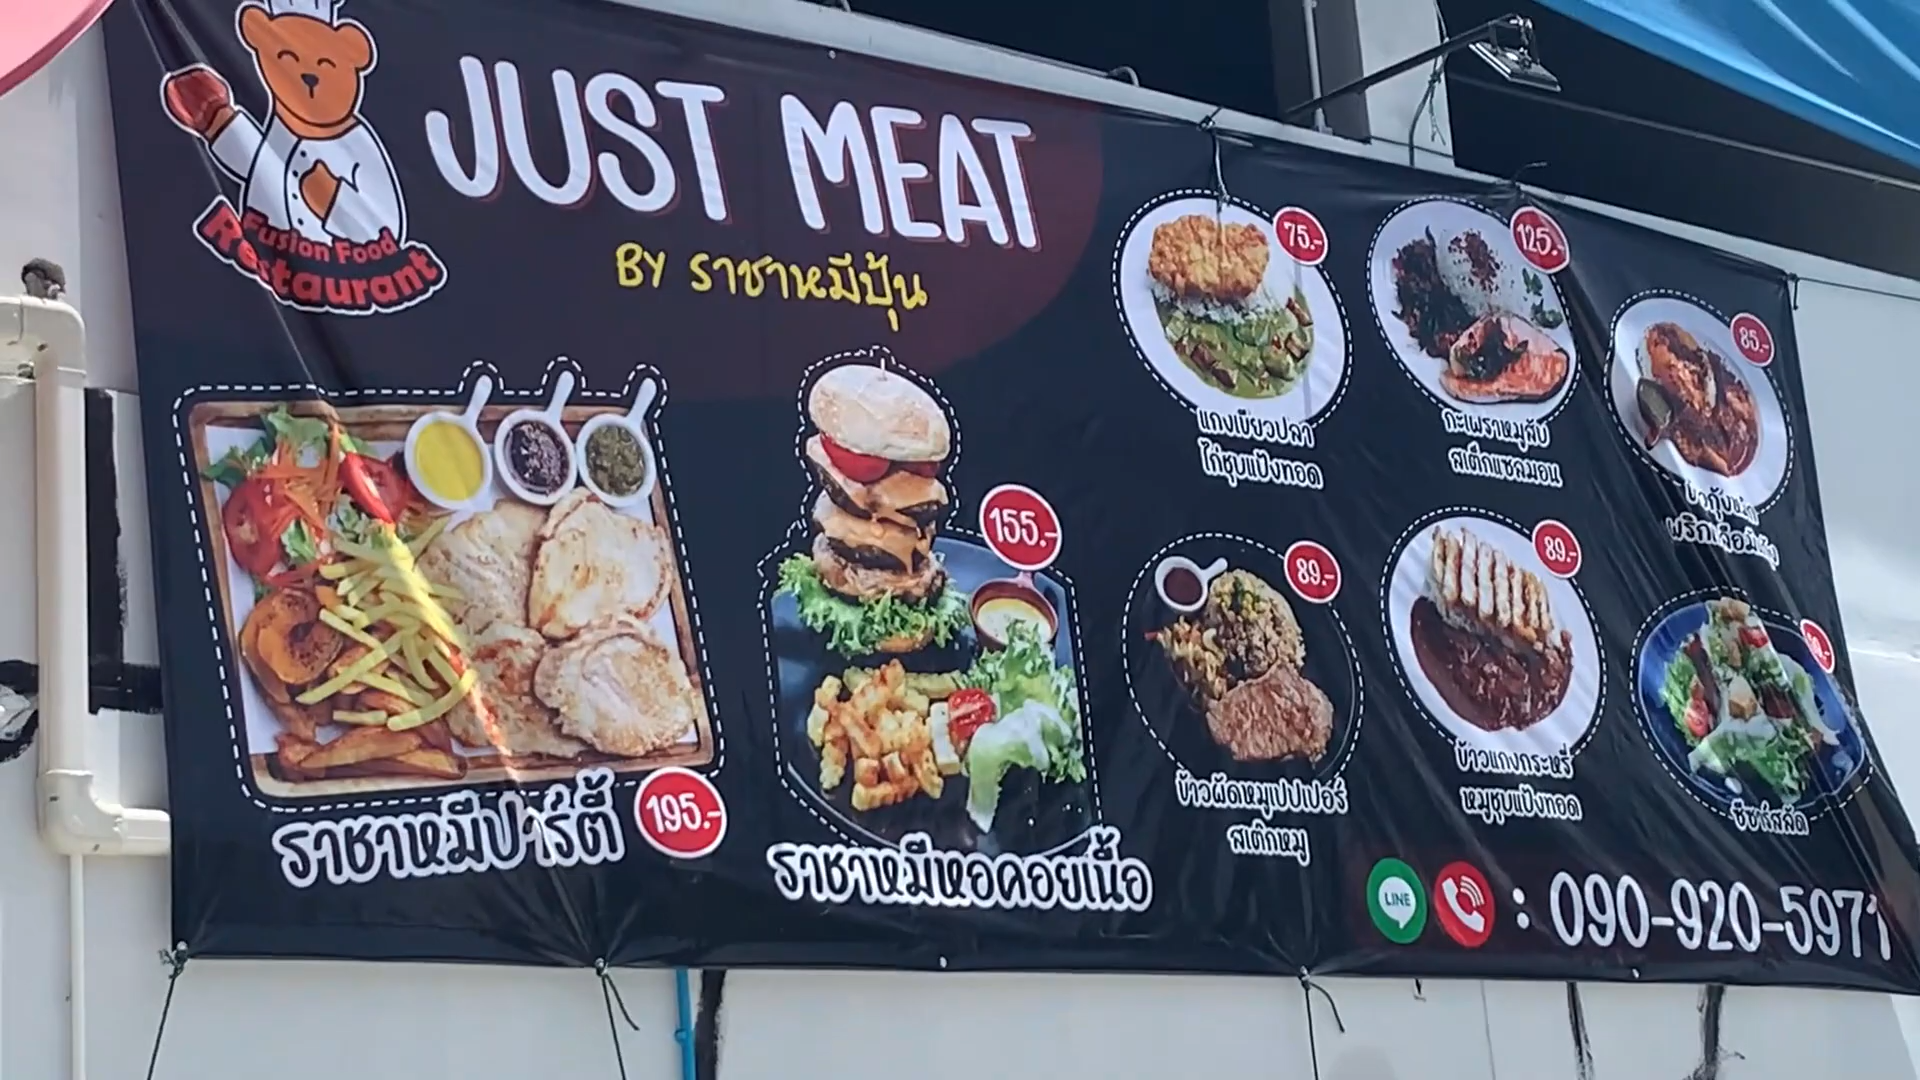 Fusion Food
Restaurant
JUST MEAT
BY ราชาหมีปุ้น
75.-
แกงเขียวปลา
ไก่ชุบแป้งทอด
125.-
กะเพราหมูสับ
สเต็กแซลมอน
85.-
195.-
ราชาหมีปาร์ตี้
155.-
ราชาหมีหอคอยเนื้อ
89.-
ข้าวผัดหมูเปปเปอร์
สเต๊กหมู
89.-
ข้าวแกงกระหรี่
หมูชุบแป้งทอด
ซีซาร์สลัด
LINE
: 090-920-5971